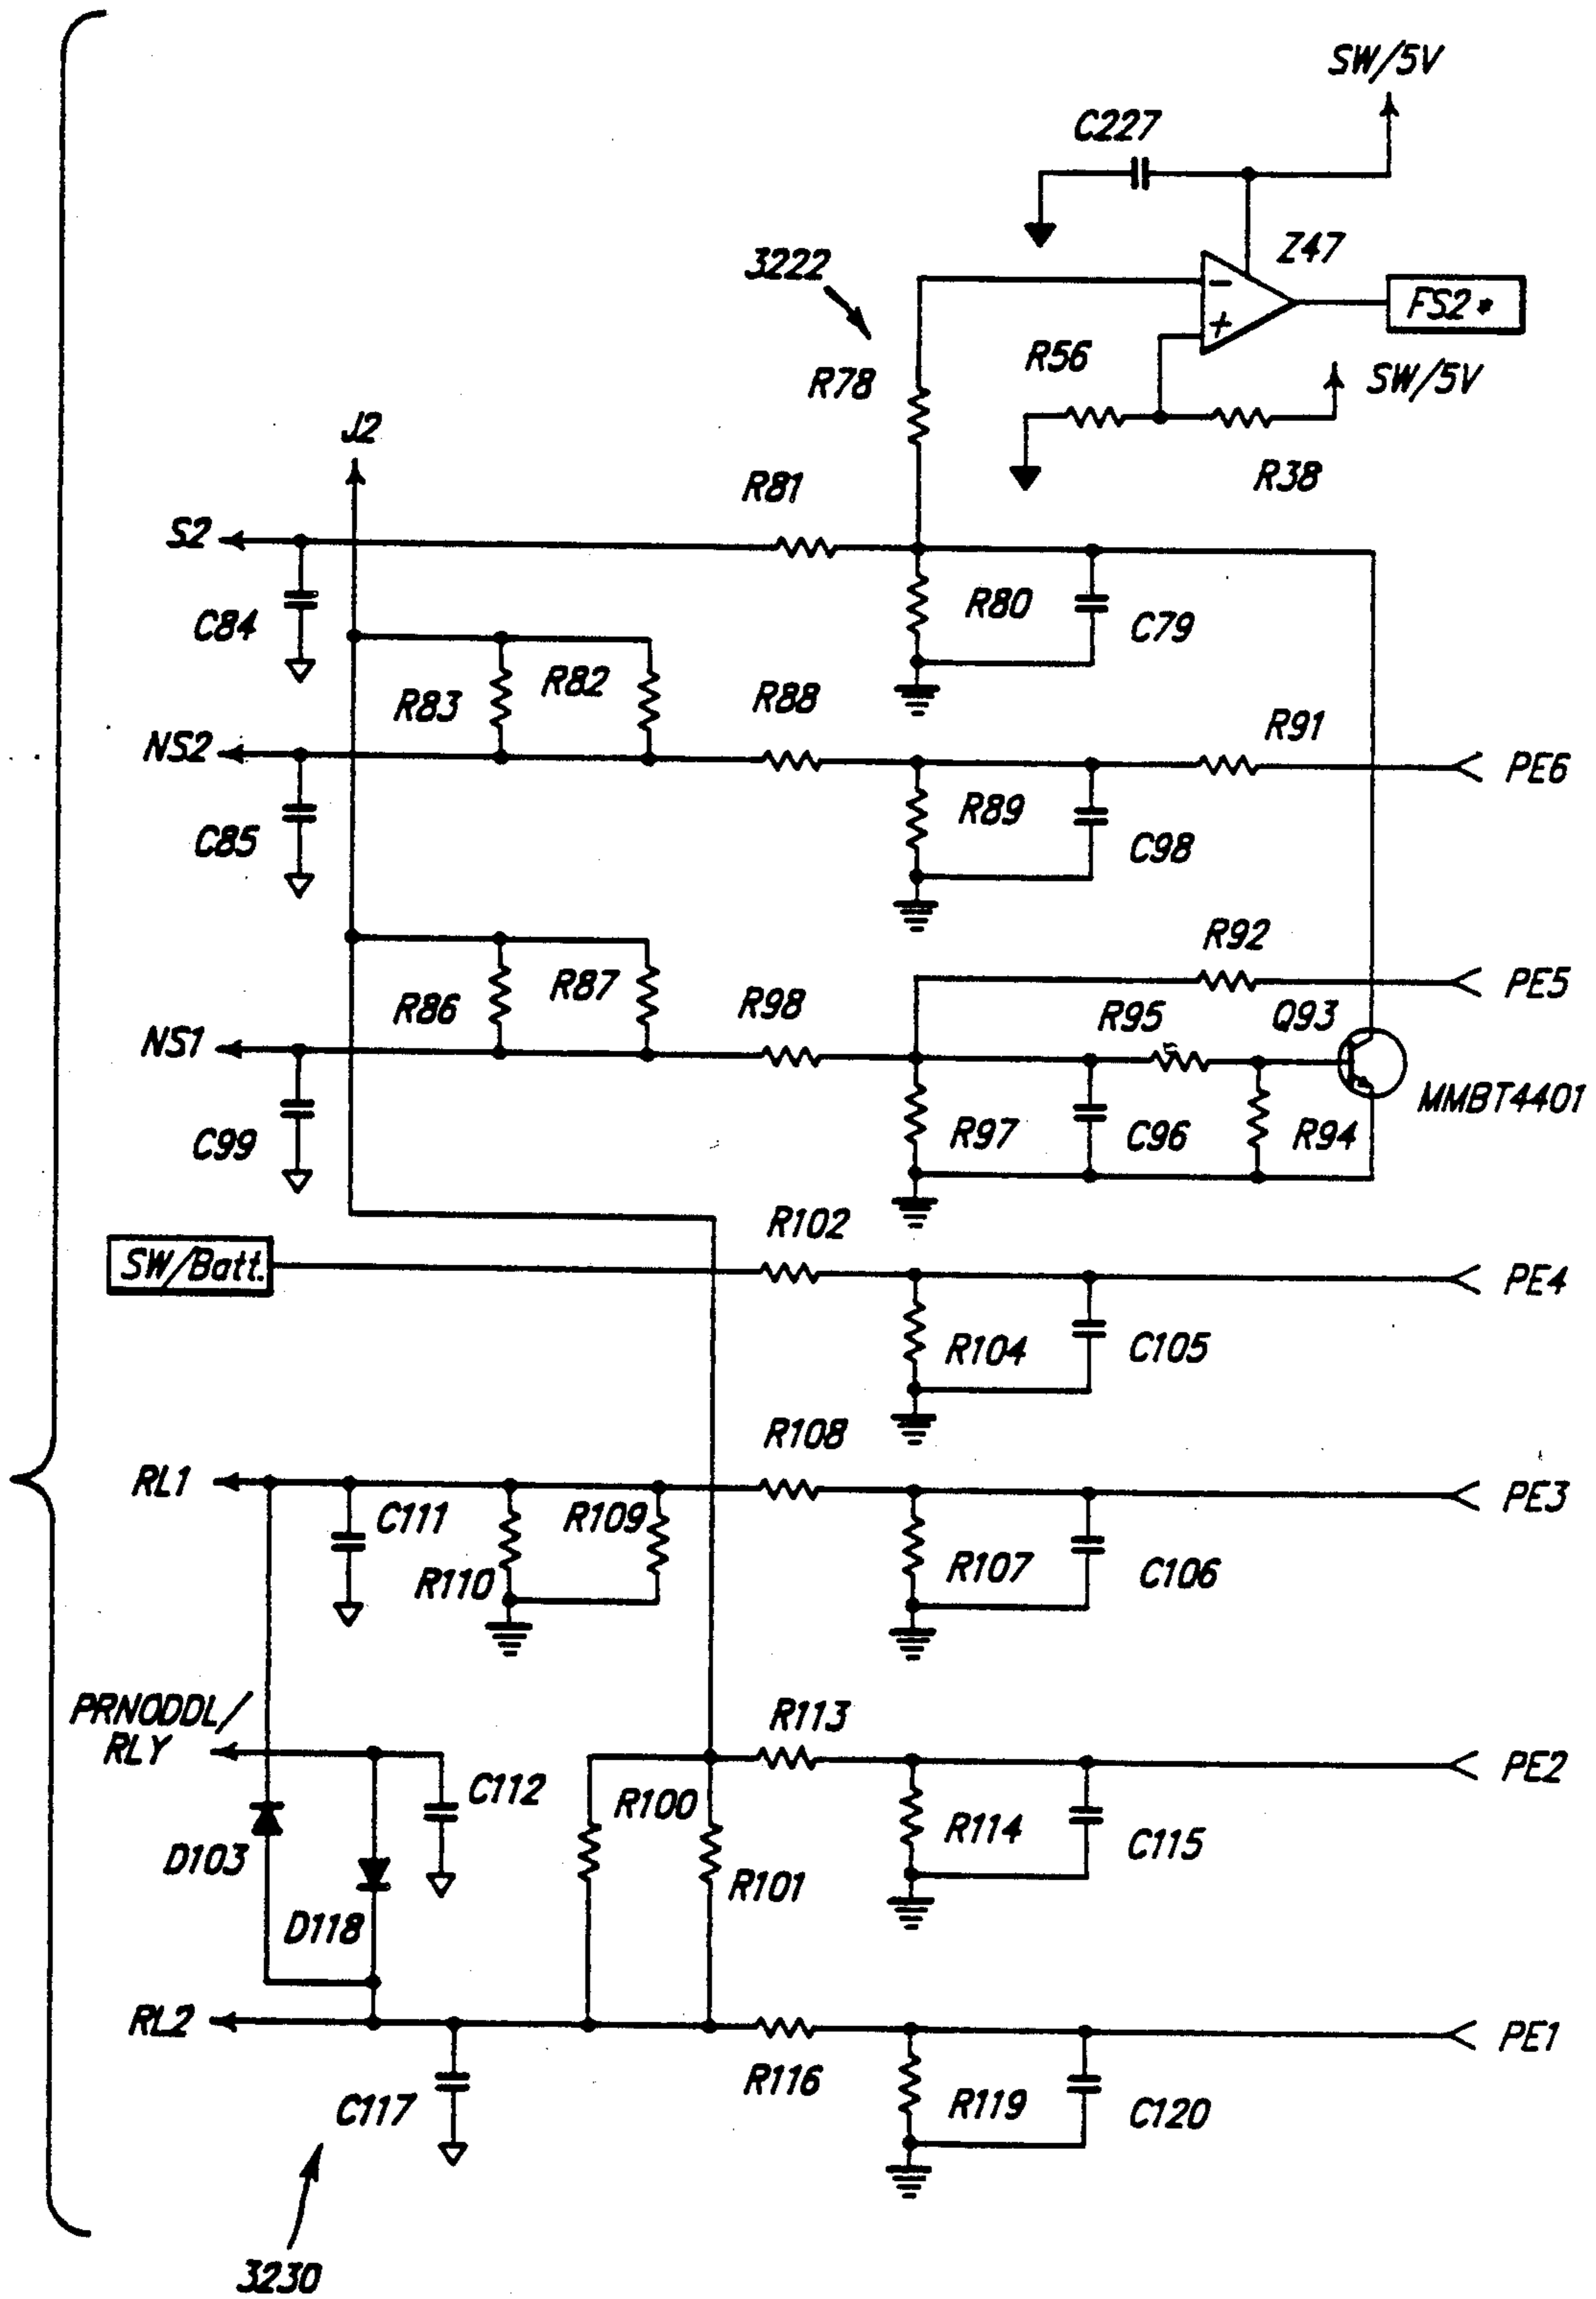 SW/5V
C227
Z47
3222
FS2*
R56
R78
SW/5V
J2
R81
R38
S2
C84
R80
C79
R83
R82
R88
NS2
R91
PE6
C85
R89
C98
R92
PE5
R86
R87
R98
R95
Q93
NS1
MMBT4401
C99
R97
C96
R94
R102
SW/Batt.
PE4
R104
C105
R108
RL1
PE3
C111
R109
R110
R107
C106
PRNODDL/
RLY
R113
PE2
C112
R100
D103
R101
R114
C115
D118
RL2
PE1
C117
R116
R119
C120
3230